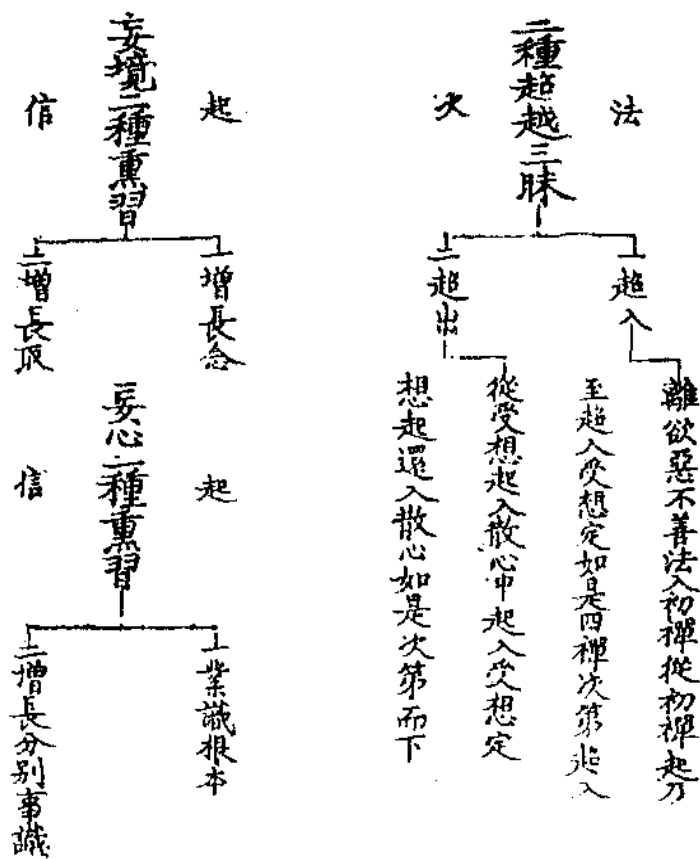 二種超越三昧
法
次
一超入
離欲惡不善法入初禪從初禪起乃
至超入受想定如是四禪次第超入
二超出
從受想起入散心中起入受想定
想起還入散心如是次第而下
妄境二種熏習
起
信
一增長念
二增長取
妄心二種熏習
起
信
一業識根本
二增長分別事識